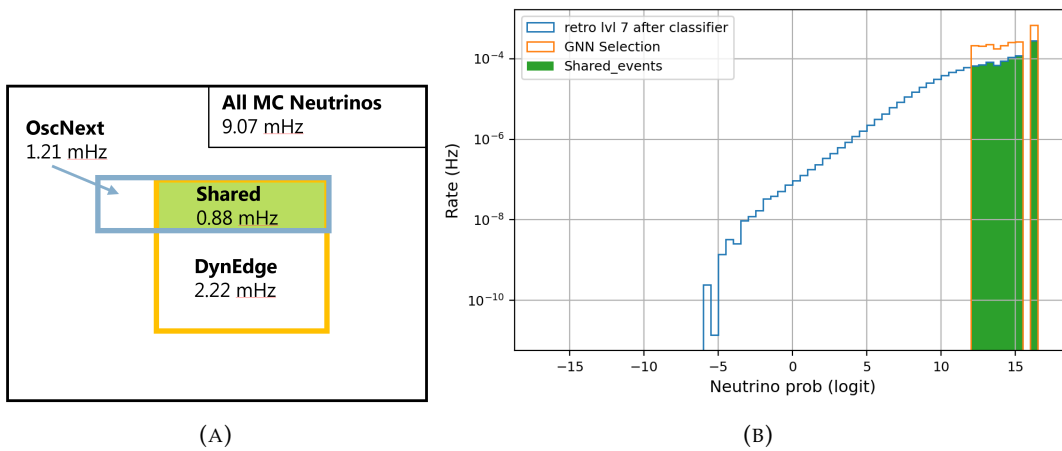 All MC Neutrinos
9.07 mHz
OscNext
1.21 mHz
Shared
0.88 mHz
DynEdge
2.22 mHz
(A)
retro lvl 7 after classifier
GNN Selection
Shared_events
Rate (Hz)
10⁻⁴
10⁻⁶
10⁻⁸
10⁻¹⁰
−15 −10 −5 0 5 10 15
Neutrino prob (logit)
(B)